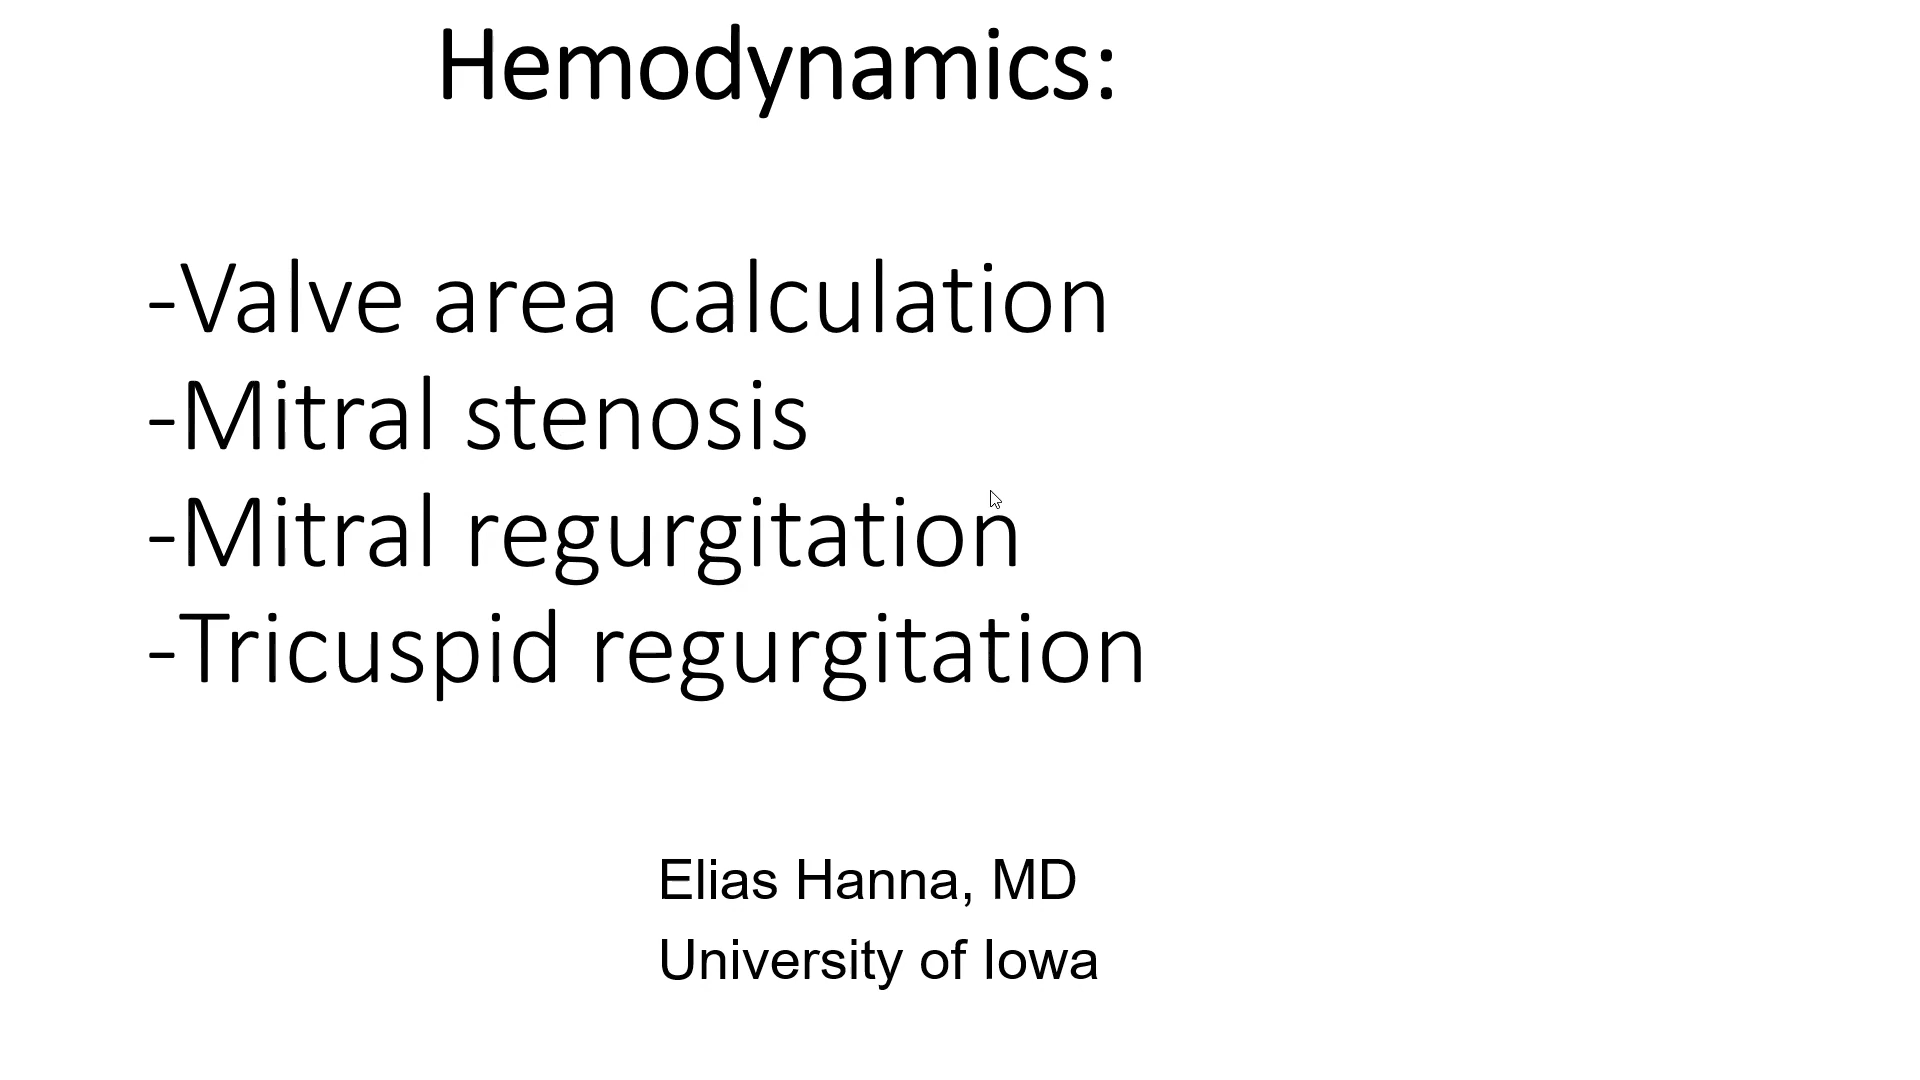 Hemodynamics:
-Valve area calculation
-Mitral stenosis
-Mitral regurgitation
-Tricuspid regurgitation
Elias Hanna, MD
University of Iowa